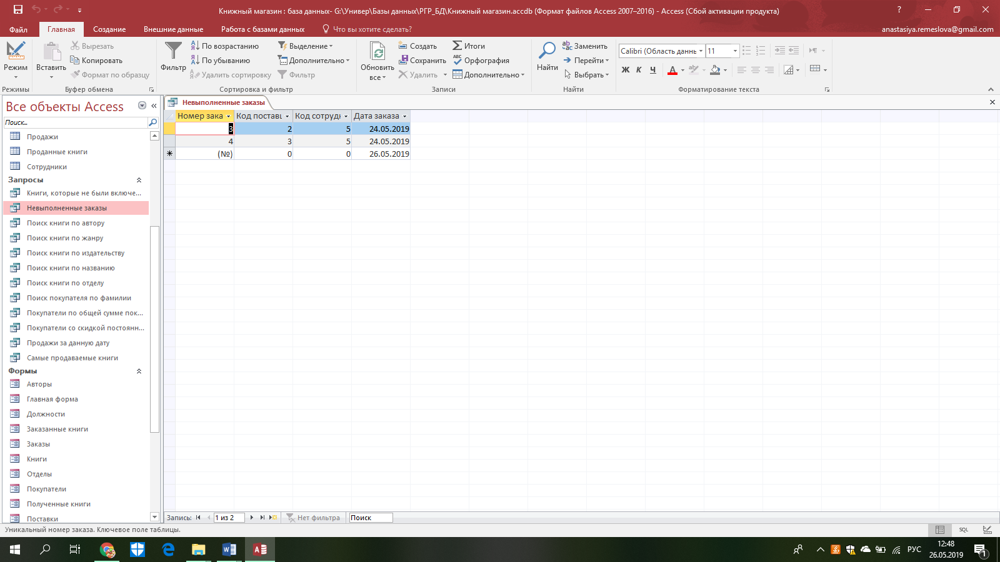 Книжный магазин : база данных- G:\Универ\Базы данных\РГР_БД\Книжный магазин.accdb (Формат файлов Access 2007–2016) - Access (Сбой активации продукта)
?
Файл Главная Создание Внешние данные Работа с базами данных Что вы хотите сделать? anastasiya.remeslova@gmail.com
Режим
Режимы
Вставить
Вырезать
Копировать
Формат по образцу
Буфер обмена
Фильтр
По возрастанию
По убыванию
Удалить сортировку
Выделение
Дополнительно
Фильтр
Сортировка и фильтр
Обновить
все
Создать
Сохранить
Удалить
Итоги
Орфография
Дополнительно
Записи
Найти
Заменить
Перейти
Выбрать
Найти
Calibri (Область данны 11
Ж К Ч
Форматирование текста
Все объекты Access
Поиск...
Продажи
Проданные книги
Сотрудники
Запросы
Книги, которые не были включе...
Невыполненные заказы
Поиск книги по автору
Поиск книги по жанру
Поиск книги по издательству
Поиск книги по названию
Поиск книги по отделу
Поиск покупателя по фамилии
Покупатели по общей сумме пок...
Покупатели со скидкой постоянн...
Продажи за данную дату
Самые продаваемые книги
Формы
Авторы
Главная форма
Должности
Заказанные книги
Заказы
Книги
Отделы
Покупатели
Полученные книги
Поставки
Невыполненные заказы
Номер зака Код постави Код сотрудн Дата заказа
3 2 5 24.05.2019
4 3 5 24.05.2019
(№) 0 0 26.05.2019
Запись: 1 из 2 Нет фильтра Поиск
Уникальный номер заказа. Ключевое поле таблицы.
SQL
РУС
12:48
26.05.2019
1